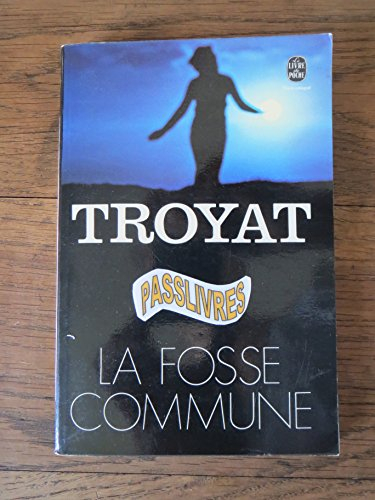 LE
LIVRE
DE
POCHE
TROYAT
PASSLIVRES
LA FOSSE
COMMUNE